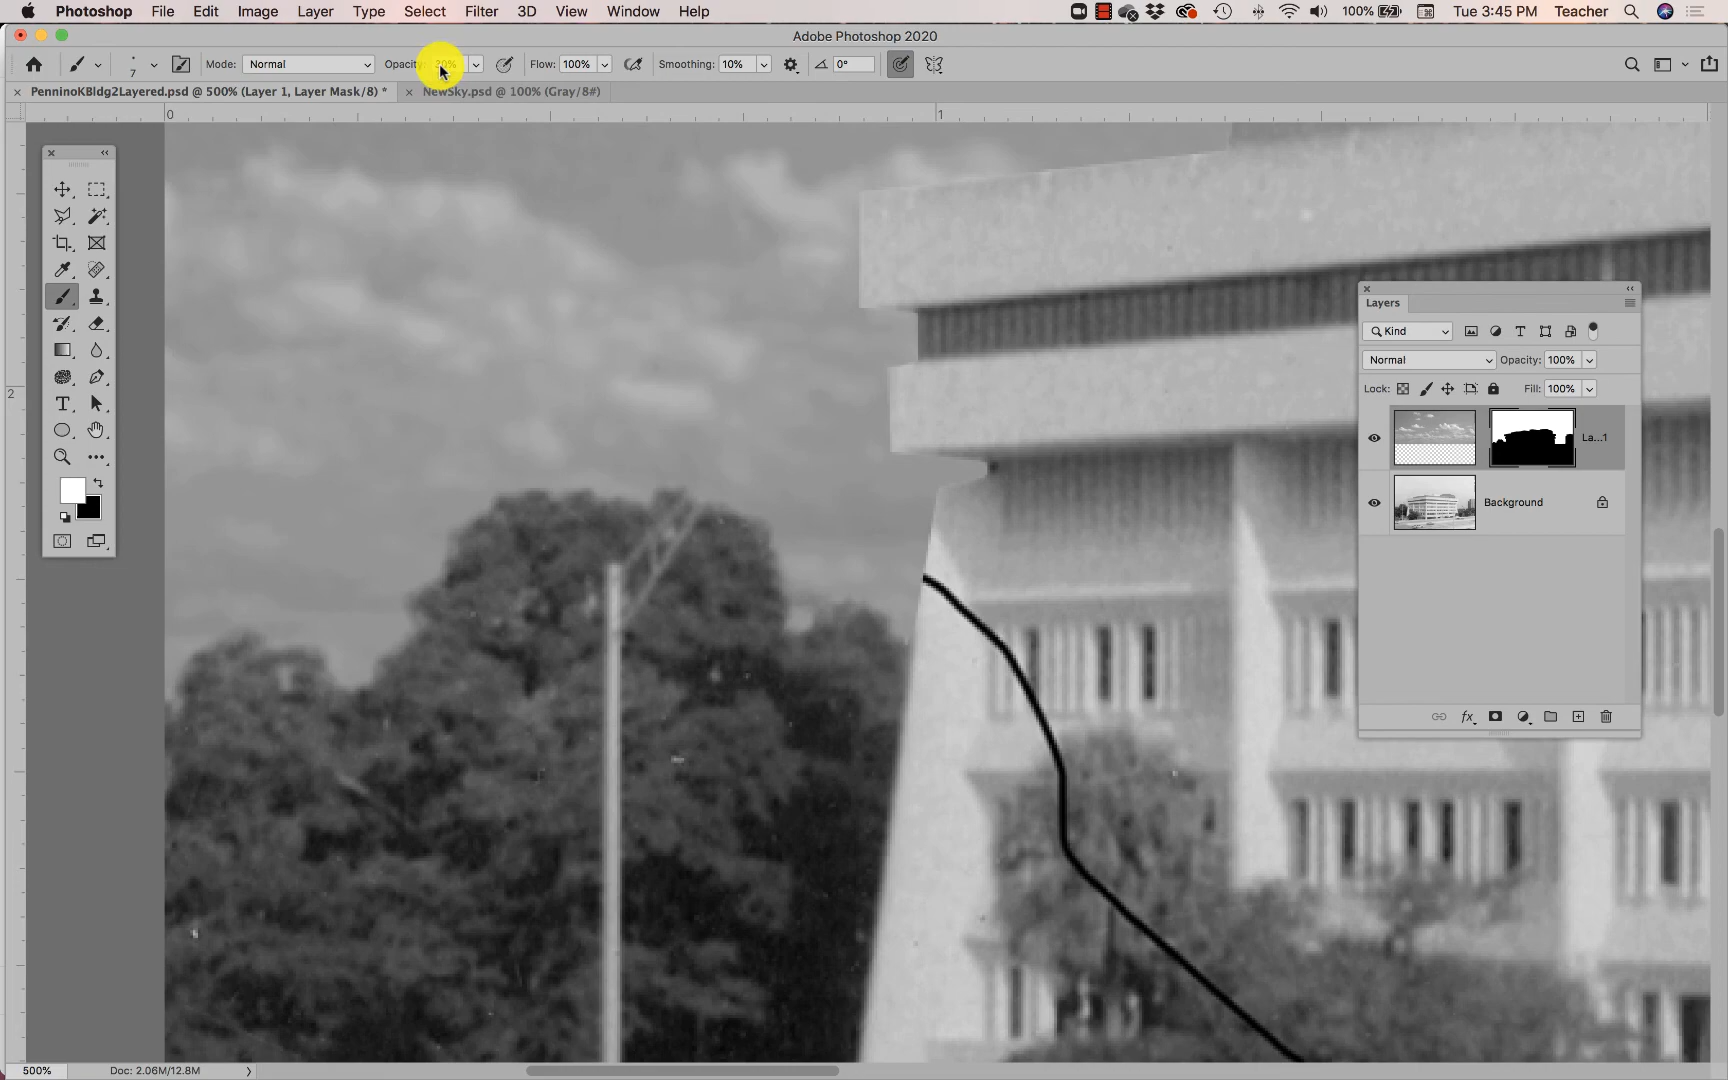 Photoshop File Edit Image Layer Type Select Filter 3D View Window Help 100% Tue 3:45 PM Teacher
Adobe Photoshop 2020
7 Mode: Normal Opacity: Flow: 100% Smoothing: 10% 0°
PenninoKBldg2Layered.psd @ 500% (Layer 1, Layer Mask/8) * NewSky.psd @ 100% (Gray/8#)
0 1
2
Layers
Kind
Normal Opacity: 100%
Lock: Fill: 100%
La...1
Background
fx
500% Doc: 2.06M/12.8M